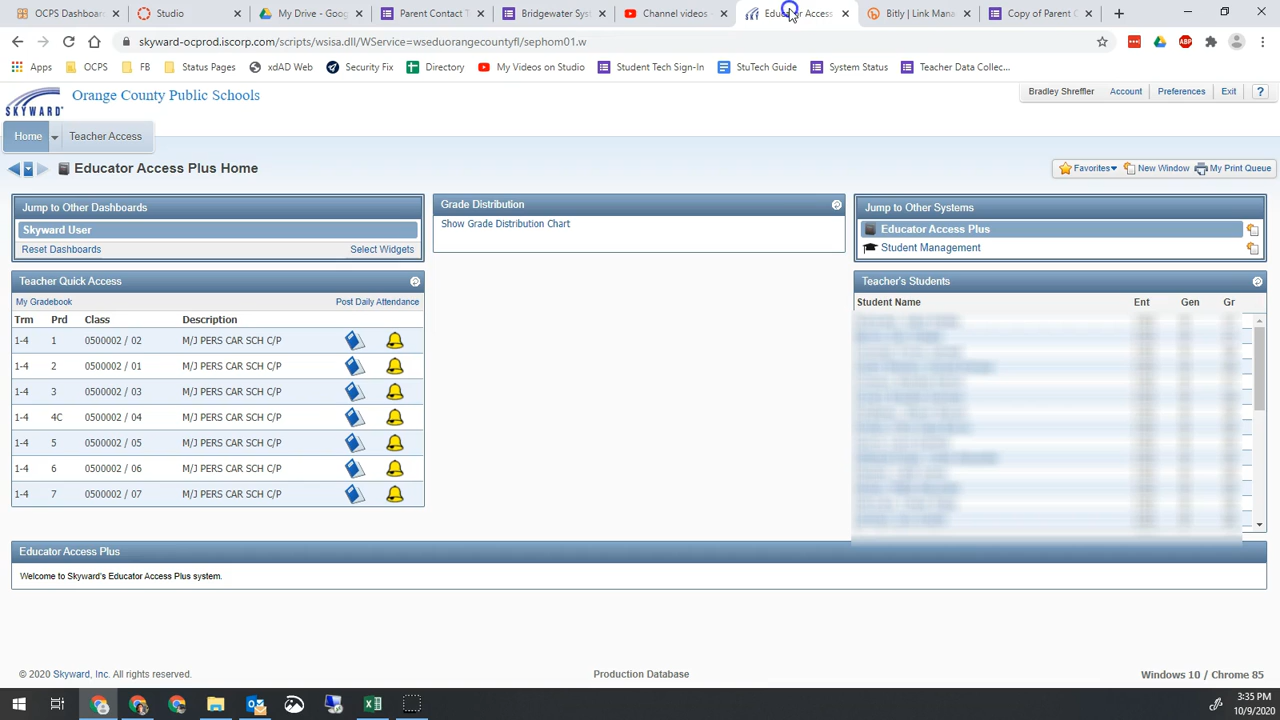 OCPS Dashboard
Studio
My Drive - Goog
Parent Contact T
Bridgewater Sys
Channel videos
Educator Access
Bitly | Link Mana
Copy of Parent C
skyward-ocprod.iscorp.com/scripts/wsisa.dll/WService=wseduorangecountyfl/sephom01.w
Apps
OCPS
FB
Status Pages
xdAD Web
Security Fix
Directory
My Videos on Studio
Student Tech Sign-In
StuTech Guide
System Status
Teacher Data Collec...
SKYWARD
Orange County Public Schools
Bradley Shreffler
Account
Preferences
Exit
?
Home
Teacher Access
Educator Access Plus Home
Favorites
New Window
My Print Queue
Jump to Other Dashboards
Skyward User
Reset Dashboards
Select Widgets
Teacher Quick Access
My Gradebook
Post Daily Attendance
Trm Prd Class Description
1-4 1 0500002 / 02 M/J PERS CAR SCH C/P
1-4 2 0500002 / 01 M/J PERS CAR SCH C/P
1-4 3 0500002 / 03 M/J PERS CAR SCH C/P
1-4 4C 0500002 / 04 M/J PERS CAR SCH C/P
1-4 5 0500002 / 05 M/J PERS CAR SCH C/P
1-4 6 0500002 / 06 M/J PERS CAR SCH C/P
1-4 7 0500002 / 07 M/J PERS CAR SCH C/P
Grade Distribution
Show Grade Distribution Chart
Jump to Other Systems
Educator Access Plus
Student Management
Teacher's Students
Student Name Ent Gen Gr
Educator Access Plus
Welcome to Skyward's Educator Access Plus system.
© 2020 Skyward, Inc. All rights reserved.
Production Database
Windows 10 / Chrome 85
3:35 PM
10/9/2020